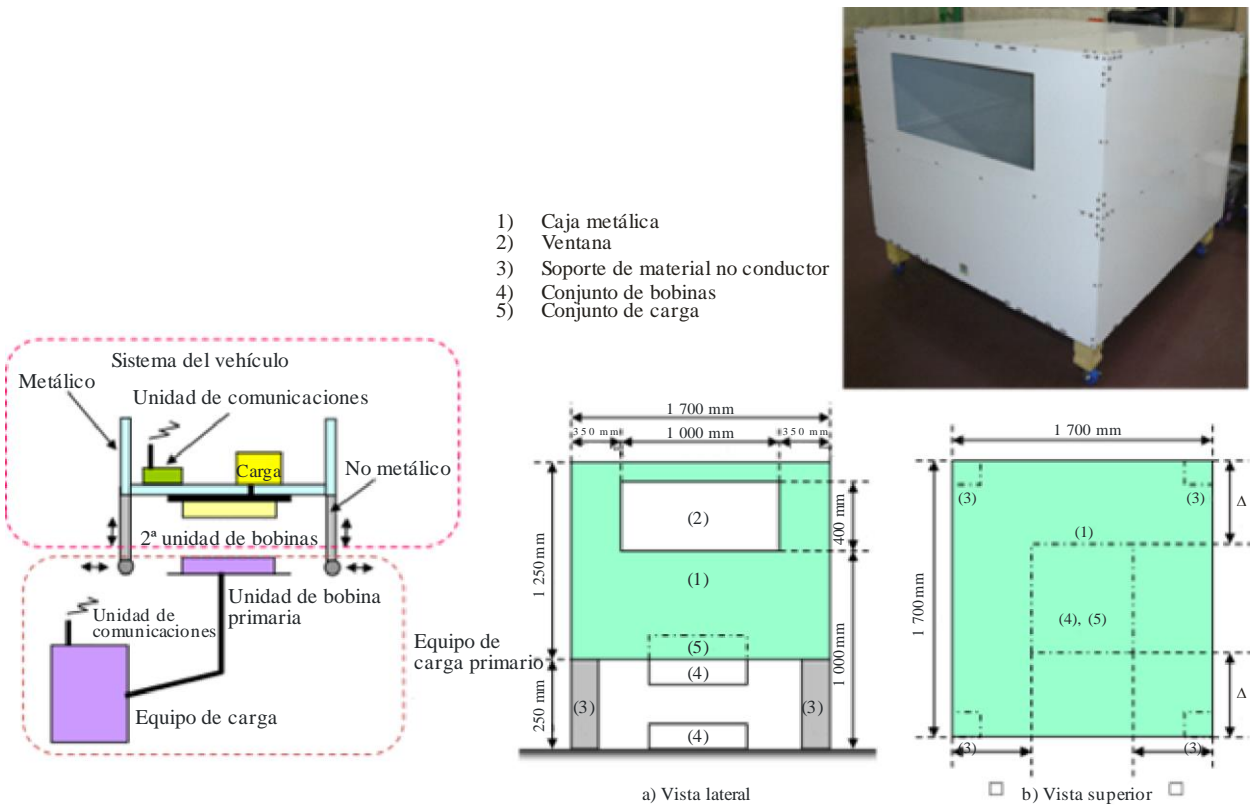 1) Caja metálica
2) Ventana
3) Soporte de material no conductor
4) Conjunto de bobinas
5) Conjunto de carga
Sistema del vehículo
Metálico
Unidad de comunicaciones
Carga
No metálico
2ª unidad de bobinas
Unidad de bobina
primaria
Unidad de
comunicaciones
Equipo de carga
Equipo de
carga primario
1 700 mm
350 mm
1 000 mm
350 mm
(2)
400 mm
1 250 mm
(1)
(5)
(4)
1 000 mm
250 mm
(3)
(3)
(4)
a) Vista lateral
1 700 mm
(3)
(3)
Δ
(1)
1 700 mm
(4), (5)
Δ
(3)
(3)
b) Vista superior